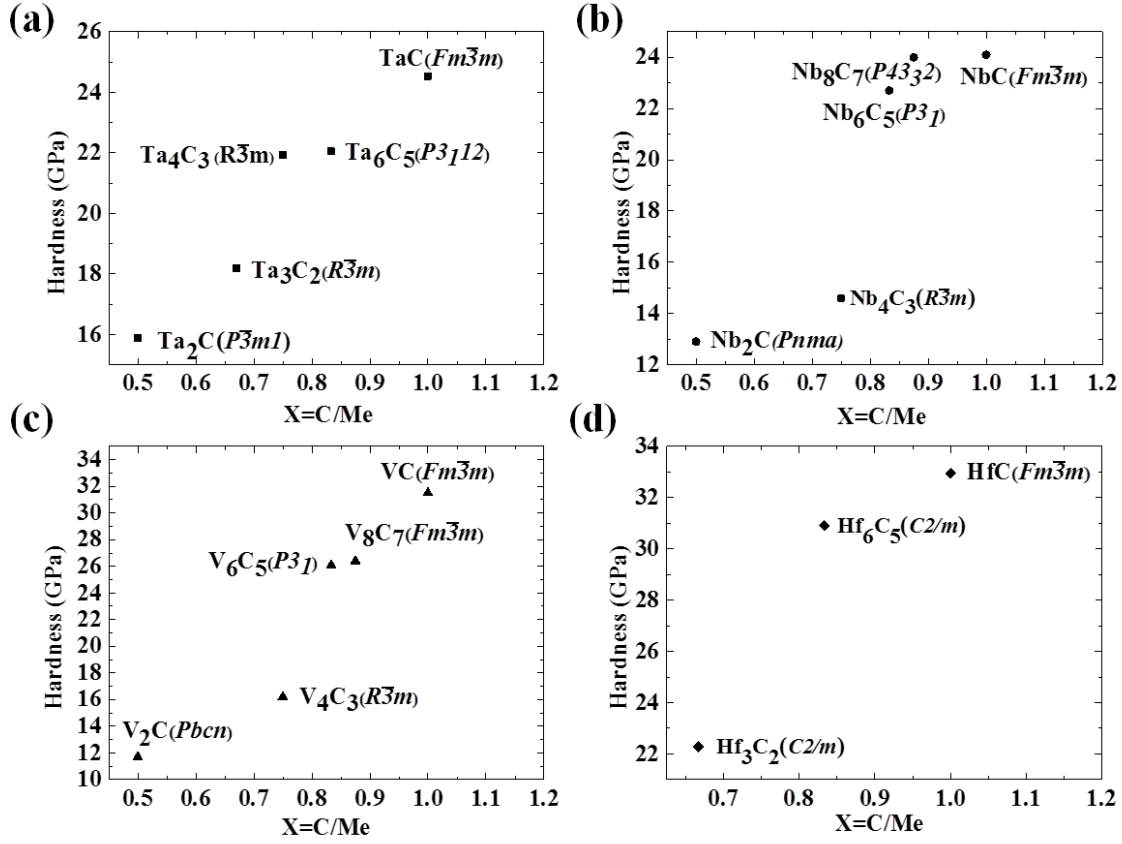 (a)
26
24
22
20
18
16
Hardness (GPa)
TaC(Fm3̅m)
Ta₄C₃ (R3̅m)
Ta₆C₅(P3₁12)
Ta₃C₂(R3̅m)
Ta₂C(P3̅m1)
0.5 0.6 0.7 0.8 0.9 1.0 1.1 1.2
X=C/Me
(b)
24
22
20
18
16
14
12
Hardness (GPa)
Nb₈C₇(P43₃2)
NbC(Fm3̅m)
Nb₆C₅(P3₁)
Nb₄C₃(R3̅m)
Nb₂C(Pnma)
0.5 0.6 0.7 0.8 0.9 1.0 1.1 1.2
X=C/Me
(c)
34
32
30
28
26
24
22
20
18
16
14
12
10
Hardness (GPa)
VC(Fm3̅m)
V₈C₇(Fm3̅m)
V₆C₅(P3₁)
V₄C₃(R3̅m)
V₂C(Pbcn)
0.5 0.6 0.7 0.8 0.9 1.0 1.1 1.2
X=C/Me
(d)
34
32
30
28
26
24
22
Hardness (GPa)
HfC(Fm3̅m)
Hf₆C₅(C2/m)
Hf₃C₂(C2/m)
0.7 0.8 0.9 1.0 1.1 1.2
X=C/Me